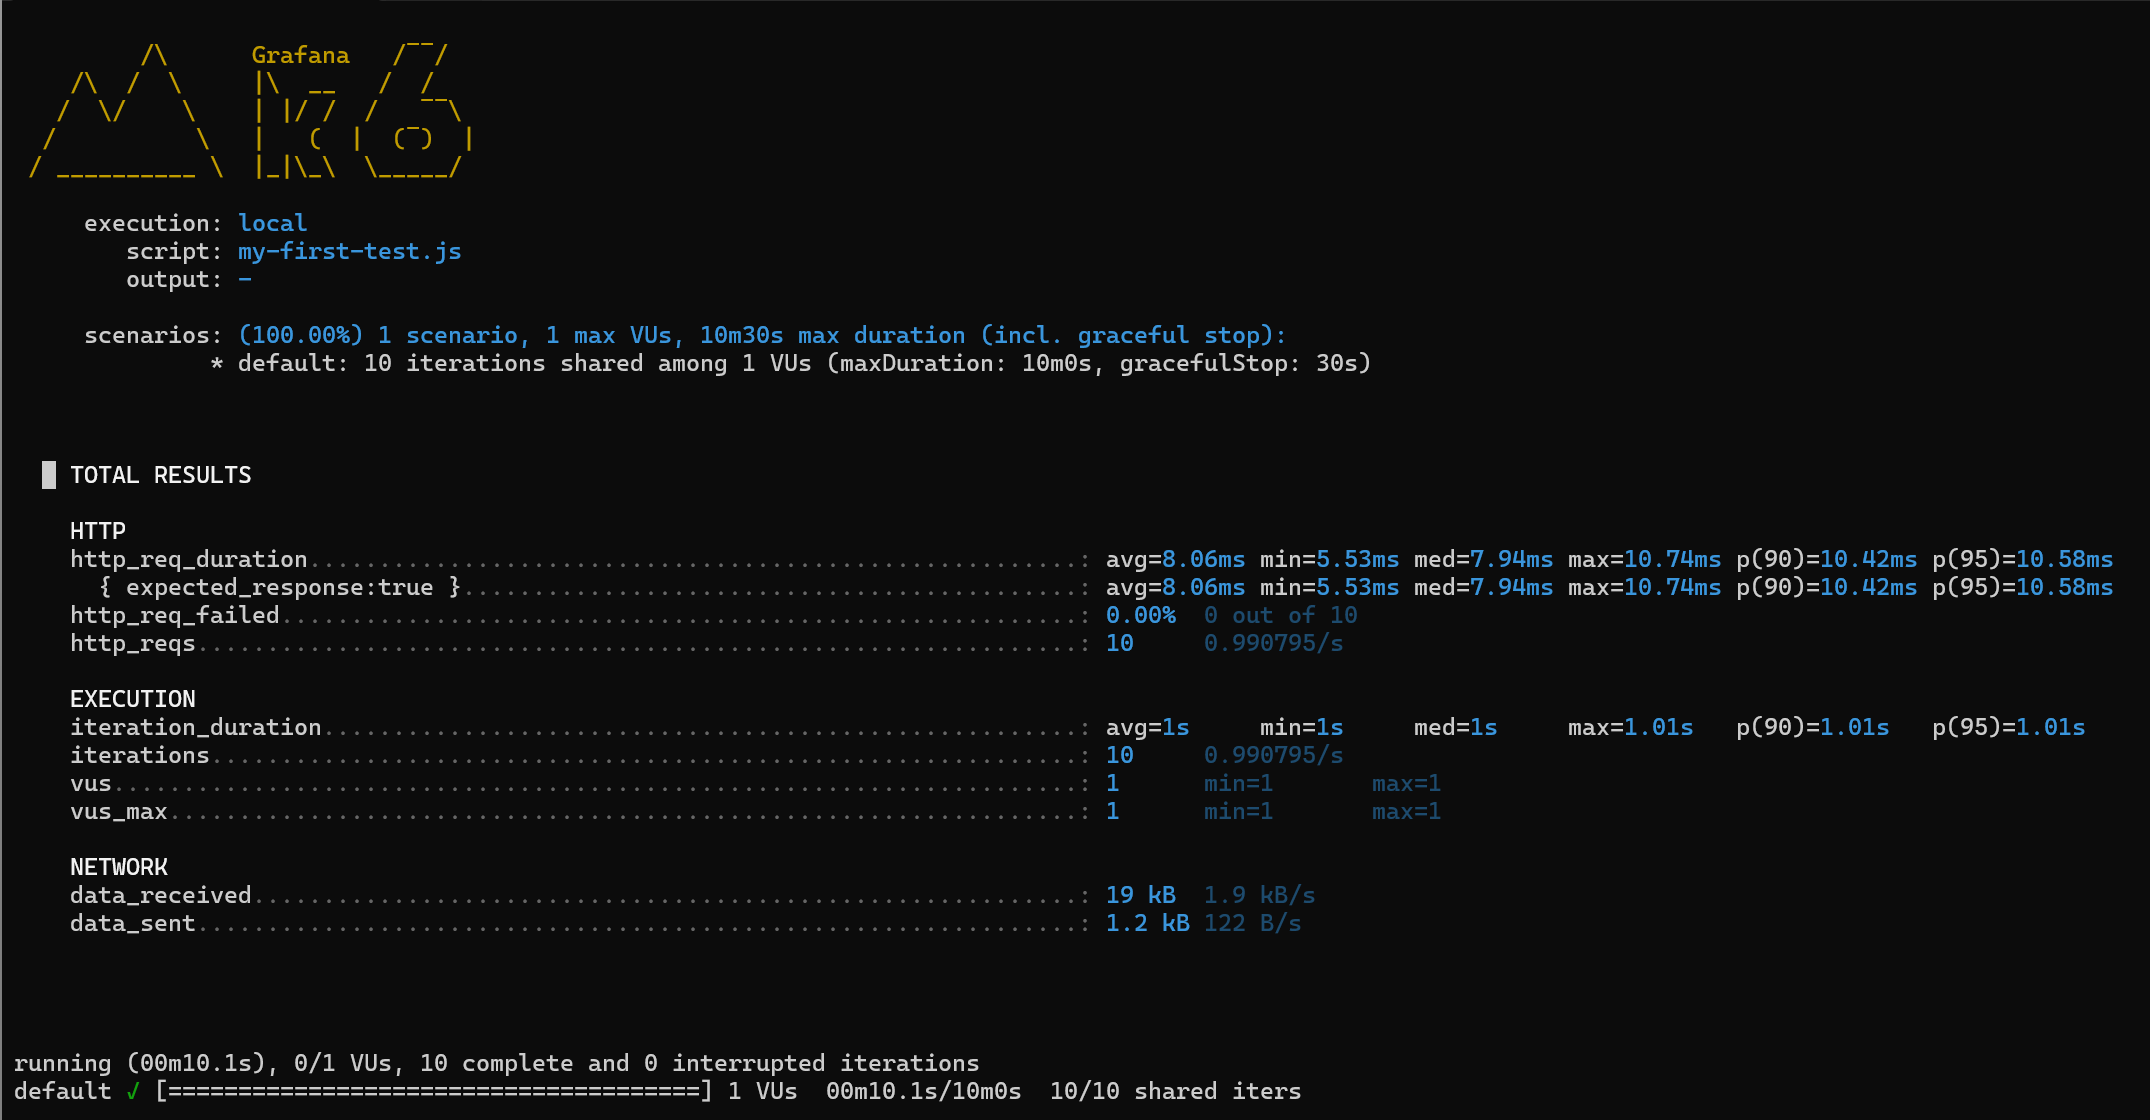 /\      Grafana   /‾‾/
    /\  /  \     |\  __   /  /
   /  \/    \    | |/ /  /   ‾‾\
  /          \   |   (  |  (‾)  |
 / __________ \  |_|\_\  \_____/
execution: local
script: my-first-test.js
output: -
scenarios: (100.00%) 1 scenario, 1 max VUs, 10m30s max duration (incl. graceful stop):
* default: 10 iterations shared among 1 VUs (maxDuration: 10m0s, gracefulStop: 30s)
█ TOTAL RESULTS
HTTP
http_req_duration.......................................................: avg=8.06ms min=5.53ms med=7.94ms max=10.74ms p(90)=10.42ms p(95)=10.58ms
{ expected_response:true }............................................: avg=8.06ms min=5.53ms med=7.94ms max=10.74ms p(90)=10.42ms p(95)=10.58ms
http_req_failed.........................................................: 0.00%  0 out of 10
http_reqs...............................................................: 10     0.990795/s
EXECUTION
iteration_duration......................................................: avg=1s     min=1s     med=1s     max=1.01s   p(90)=1.01s   p(95)=1.01s
iterations..............................................................: 10     0.990795/s
vus.....................................................................: 1      min=1       max=1
vus_max.................................................................: 1      min=1       max=1
NETWORK
data_received...........................................................: 19 kB  1.9 kB/s
data_sent...............................................................: 1.2 kB 122 B/s
running (00m10.1s), 0/1 VUs, 10 complete and 0 interrupted iterations
default ✓ [======================================] 1 VUs  00m10.1s/10m0s  10/10 shared iters